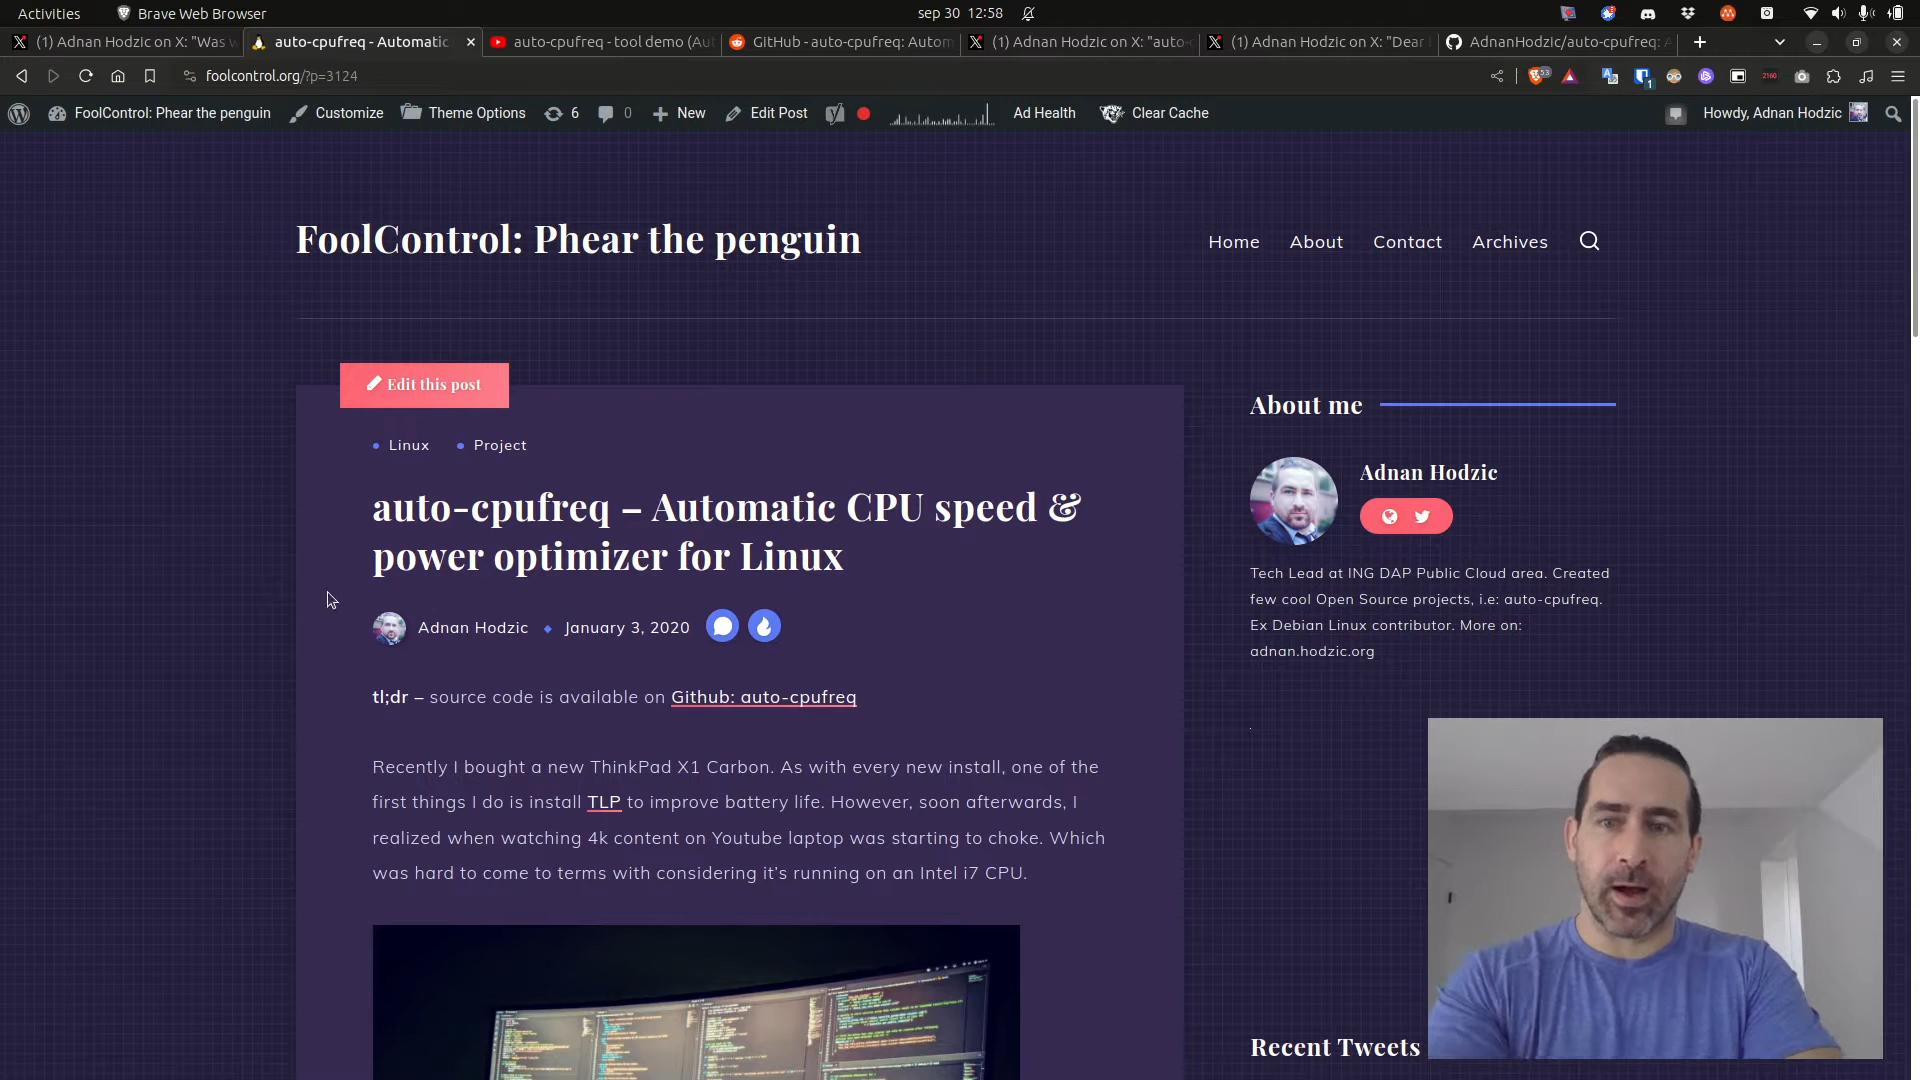 Activities
Brave Web Browser
sep 30 12:58
(1) Adnan Hodzic on X: "Was w
auto-cpufreq - Automatic
auto-cpufreq - tool demo (Aut
GitHub - auto-cpufreq: Autom
(1) Adnan Hodzic on X: "auto-
(1) Adnan Hodzic on X: "Dear
AdnanHodzic/auto-cpufreq: A
foolcontrol.org/?p=3124
53
1
2160
FoolControl: Phear the penguin
Customize
Theme Options
6
0
New
Edit Post
Ad Health
Clear Cache
Howdy, Adnan Hodzic
FoolControl: Phear the penguin
Home
About
Contact
Archives
Edit this post
Linux
Project
auto-cpufreq – Automatic CPU speed &
power optimizer for Linux
Adnan Hodzic
January 3, 2020
tl;dr – source code is available on Github: auto-cpufreq
Recently I bought a new ThinkPad X1 Carbon. As with every new install, one of the
first things I do is install TLP to improve battery life. However, soon afterwards, I
realized when watching 4k content on Youtube laptop was starting to choke. Which
was hard to come to terms with considering it's running on an Intel i7 CPU.
About me
Adnan Hodzic
Tech Lead at ING DAP Public Cloud area. Created
few cool Open Source projects, i.e: auto-cpufreq.
Ex Debian Linux contributor. More on:
adnan.hodzic.org
Recent Tweets